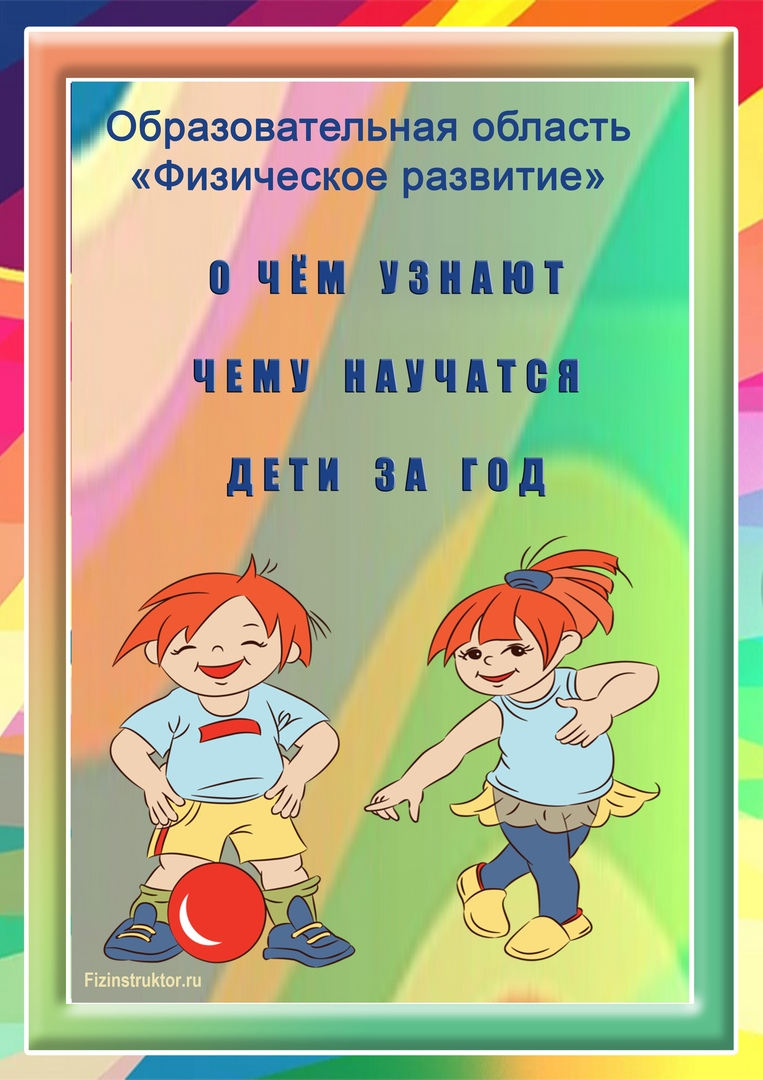 Образовательная область
«Физическое развитие»
О ЧЁМ УЗНАЮТ
ЧЕМУ НАУЧАТСЯ
ДЕТИ ЗА ГОД
Fizinstruktor.ru